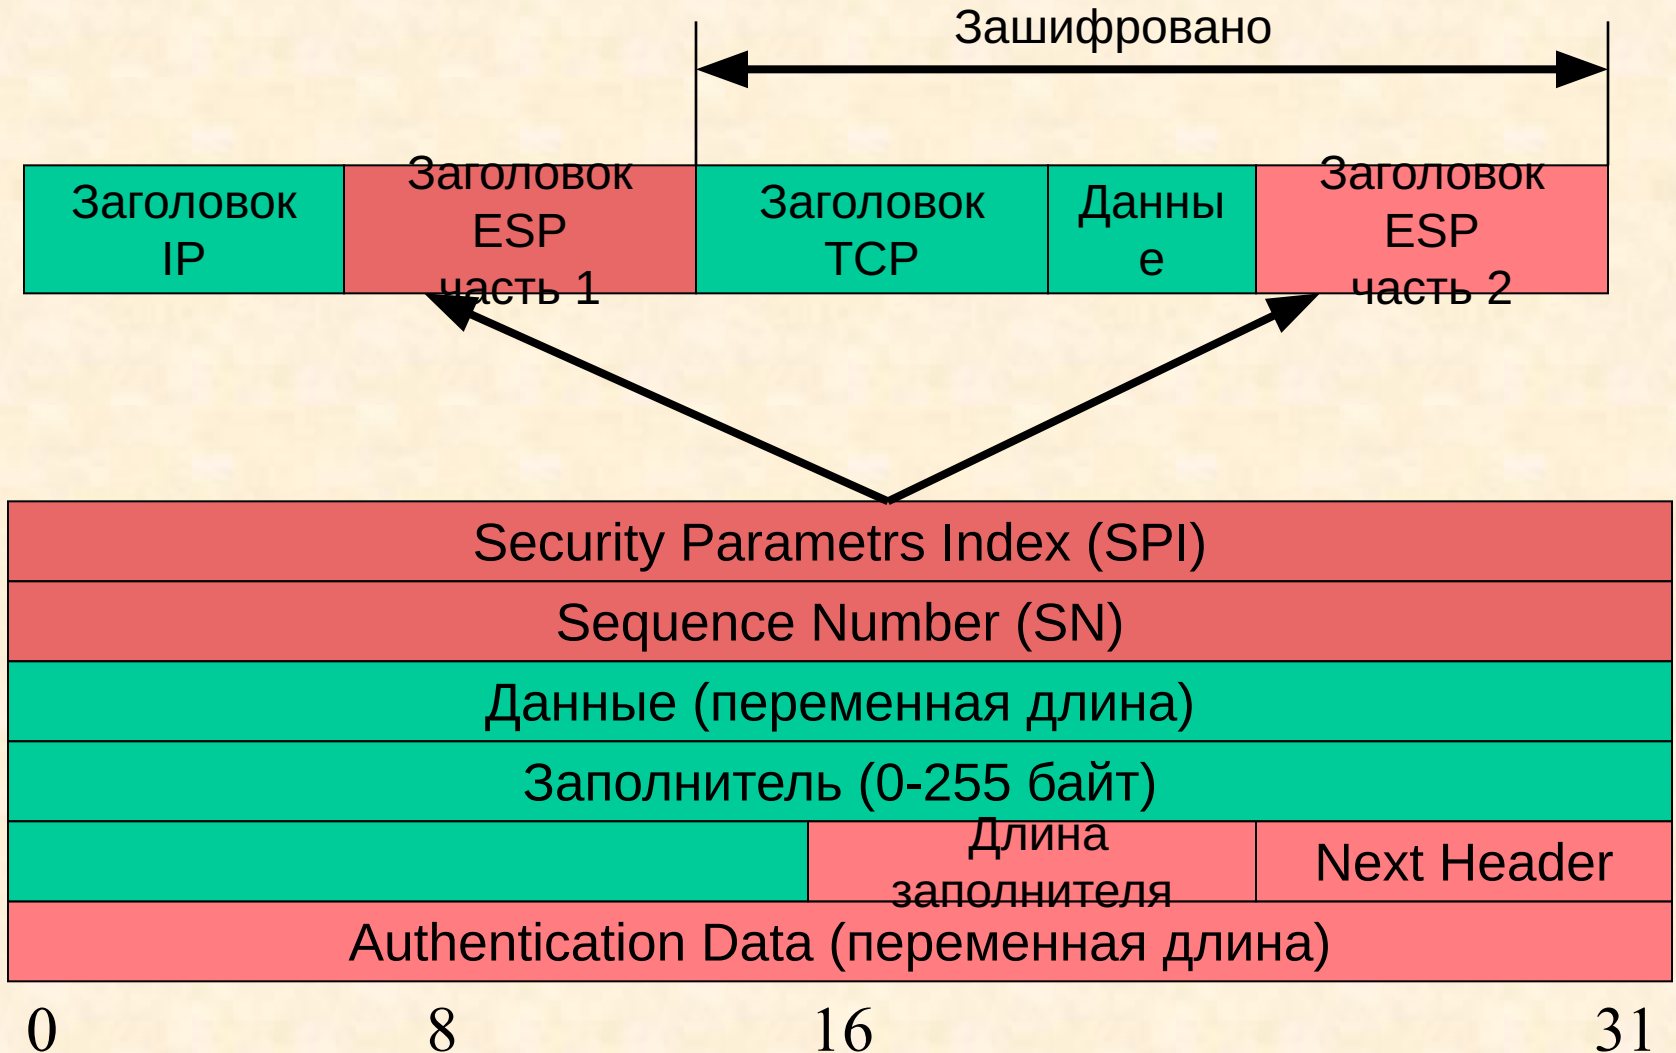 Зашифровано
Заголовок
IP
Заголовок
ESP
часть 1
Заголовок
TCP
Данны
е
Заголовок
ESP
часть 2
Security Parametrs Index (SPI)
Sequence Number (SN)
Данные (переменная длина)
Заполнитель (0-255 байт)
Длина
заполнителя
Next Header
Authentication Data (переменная длина)
0 8 16 31